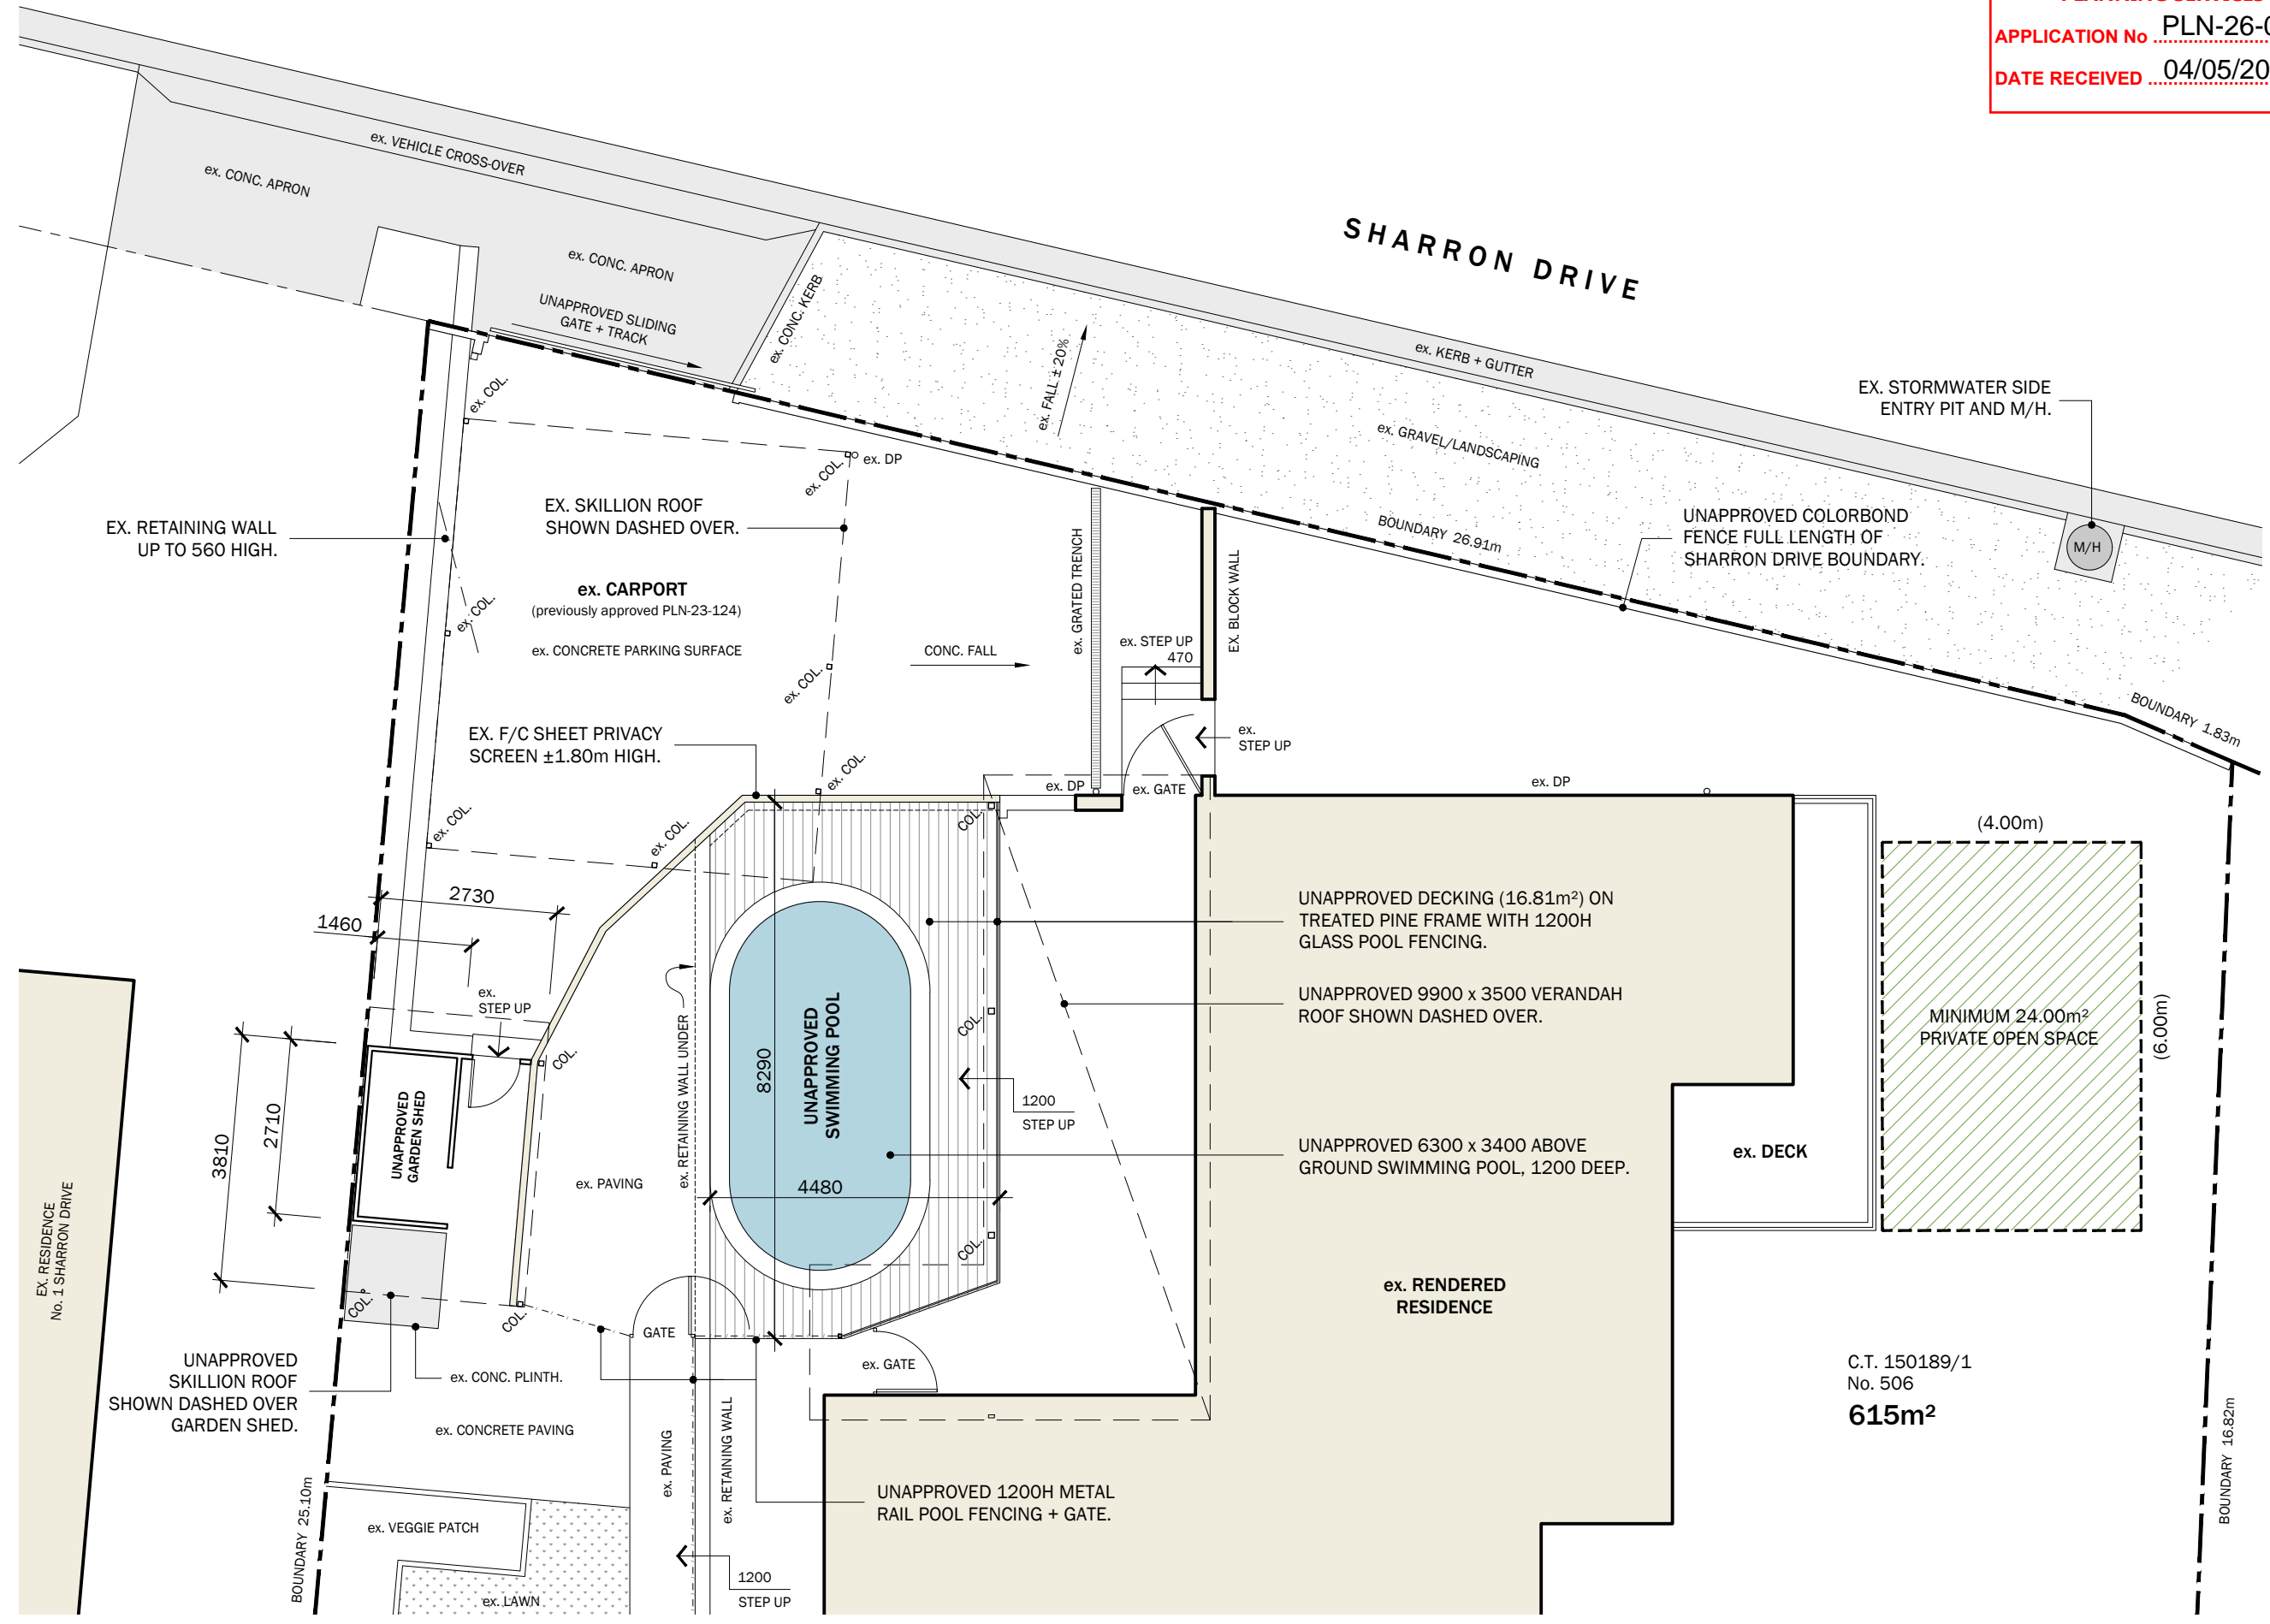 APPLICATION No PLN-26-0
DATE RECEIVED 04/05/20
SHARRON DRIVE
ex. VEHICLE CROSS-OVER
ex. CONC. APRON
ex. CONC. APRON
UNAPPROVED SLIDING
GATE + TRACK
ex. CONC. KERB
ex. FALL ± 20%
ex. KERB + GUTTER
ex. GRAVEL/LANDSCAPING
EX. STORMWATER SIDE
ENTRY PIT AND M/H.
M/H
BOUNDARY 26.91m
UNAPPROVED COLORBOND
FENCE FULL LENGTH OF
SHARRON DRIVE BOUNDARY.
BOUNDARY 1.83m
ex. COL.
ex. COL.
ex. DP
EX. RETAINING WALL
UP TO 560 HIGH.
EX. SKILLION ROOF
SHOWN DASHED OVER.
ex. CARPORT
(previously approved PLN-23-124)
ex. CONCRETE PARKING SURFACE
ex. COL.
ex. COL.
CONC. FALL
ex. GRATED TRENCH
ex. STEP UP
470
EX. BLOCK WALL
ex.
STEP UP
EX. F/C SHEET PRIVACY
SCREEN ±1.80m HIGH.
ex. COL.
ex. COL.
ex. COL.
ex. DP
ex. GATE
ex. DP
COL.
(4.00m)
(6.00m)
MINIMUM 24.00m²
PRIVATE OPEN SPACE
2730
1460
ex.
STEP UP
UNAPPROVED DECKING (16.81m²) ON
TREATED PINE FRAME WITH 1200H
GLASS POOL FENCING.
UNAPPROVED 9900 x 3500 VERANDAH
ROOF SHOWN DASHED OVER.
UNAPPROVED 6300 x 3400 ABOVE
GROUND SWIMMING POOL, 1200 DEEP.
ex. RETAINING WALL UNDER
8290
UNAPPROVED
SWIMMING POOL
4480
COL.
COL.
1200
STEP UP
COL.
3810
2710
UNAPPROVED
GARDEN SHED
ex. PAVING
ex. DECK
EX. RESIDENCE
No. 1 SHARRON DRIVE
ex. RENDERED
RESIDENCE
COL.
COL.
GATE
ex. GATE
UNAPPROVED
SKILLION ROOF
SHOWN DASHED OVER
GARDEN SHED.
ex. CONC. PLINTH.
ex. CONCRETE PAVING
C.T. 150189/1
No. 506
615m²
BOUNDARY 16.82m
BOUNDARY 25.10m
ex. PAVING
ex. RETAINING WALL
UNAPPROVED 1200H METAL
RAIL POOL FENCING + GATE.
ex. VEGGIE PATCH
ex. LAWN
1200
STEP UP